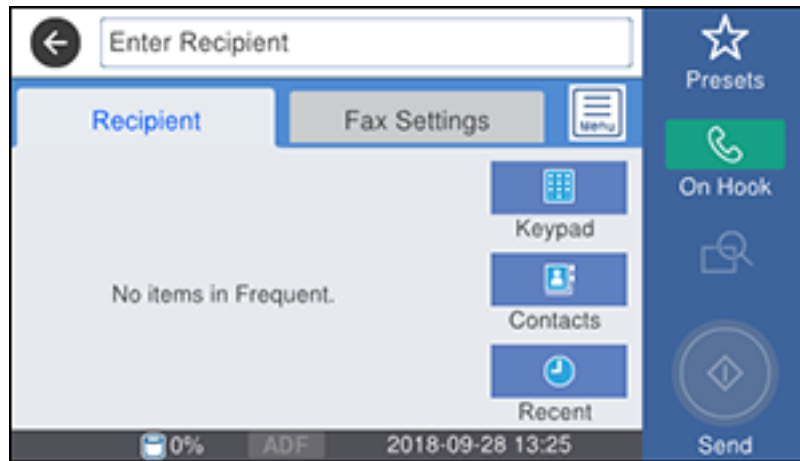 Enter Recipient
Presets
Recipient
Fax Settings
Menu
On Hook
Keypad
No items in Frequent.
Contacts
Recent
0%
ADF
2018-09-28 13:25
Send